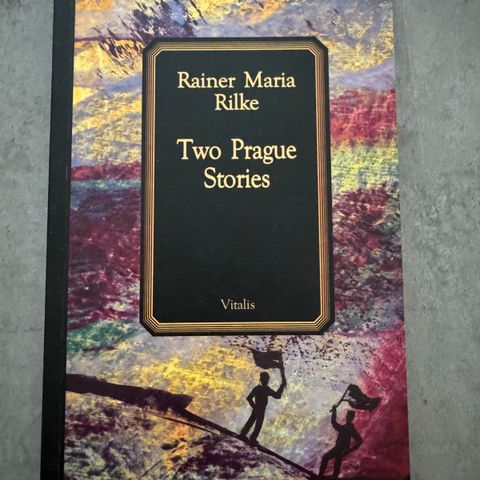 Rainer Maria
Rilke
Two Prague
Stories
Vitalis